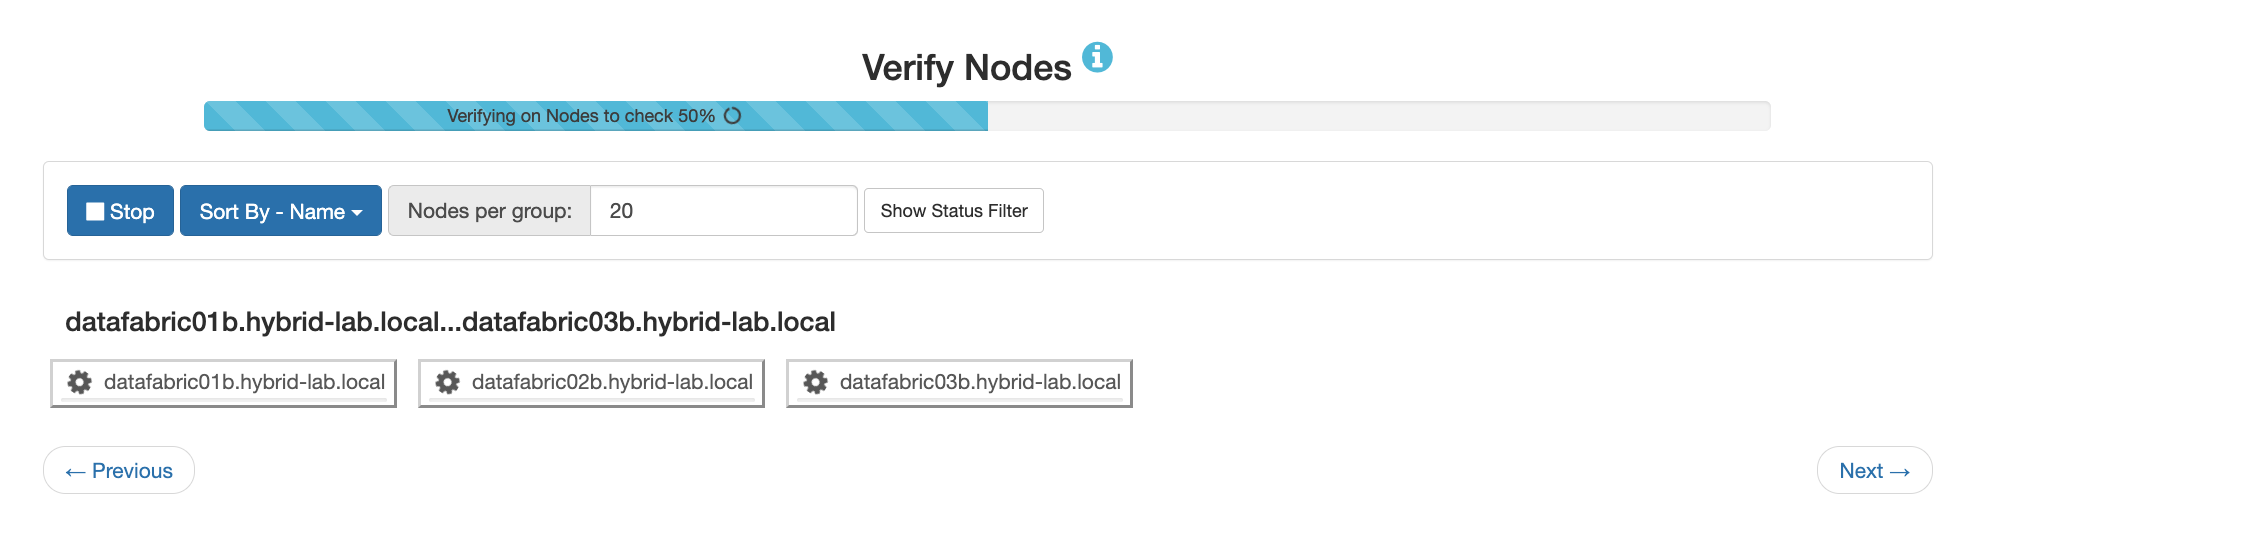 Verify Nodes
Verifying on Nodes to check 50%
Stop Sort By - Name Nodes per group: 20 Show Status Filter
datafabric01b.hybrid-lab.local...datafabric03b.hybrid-lab.local
datafabric01b.hybrid-lab.local datafabric02b.hybrid-lab.local datafabric03b.hybrid-lab.local
← Previous Next →